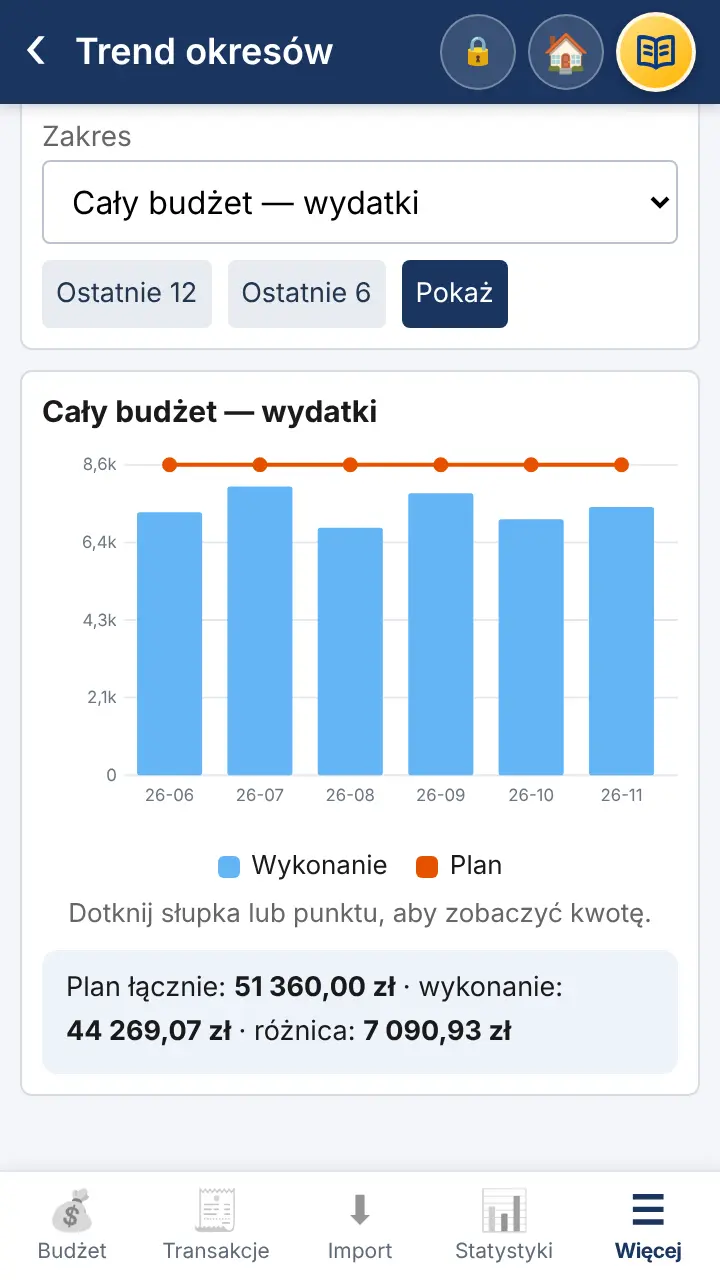 Trend okresów
Zakres
Cały budżet — wydatki
Ostatnie 12
Ostatnie 6
Pokaż
Cały budżet — wydatki
8,6k
6,4k
4,3k
2,1k
0
26-06 26-07 26-08 26-09 26-10 26-11
Wykonanie Plan
Dotknij słupka lub punktu, aby zobaczyć kwotę.
Plan łącznie: 51 360,00 zł · wykonanie:
44 269,07 zł · różnica: 7 090,93 zł
Budżet Transakcje Import Statystyki Więcej